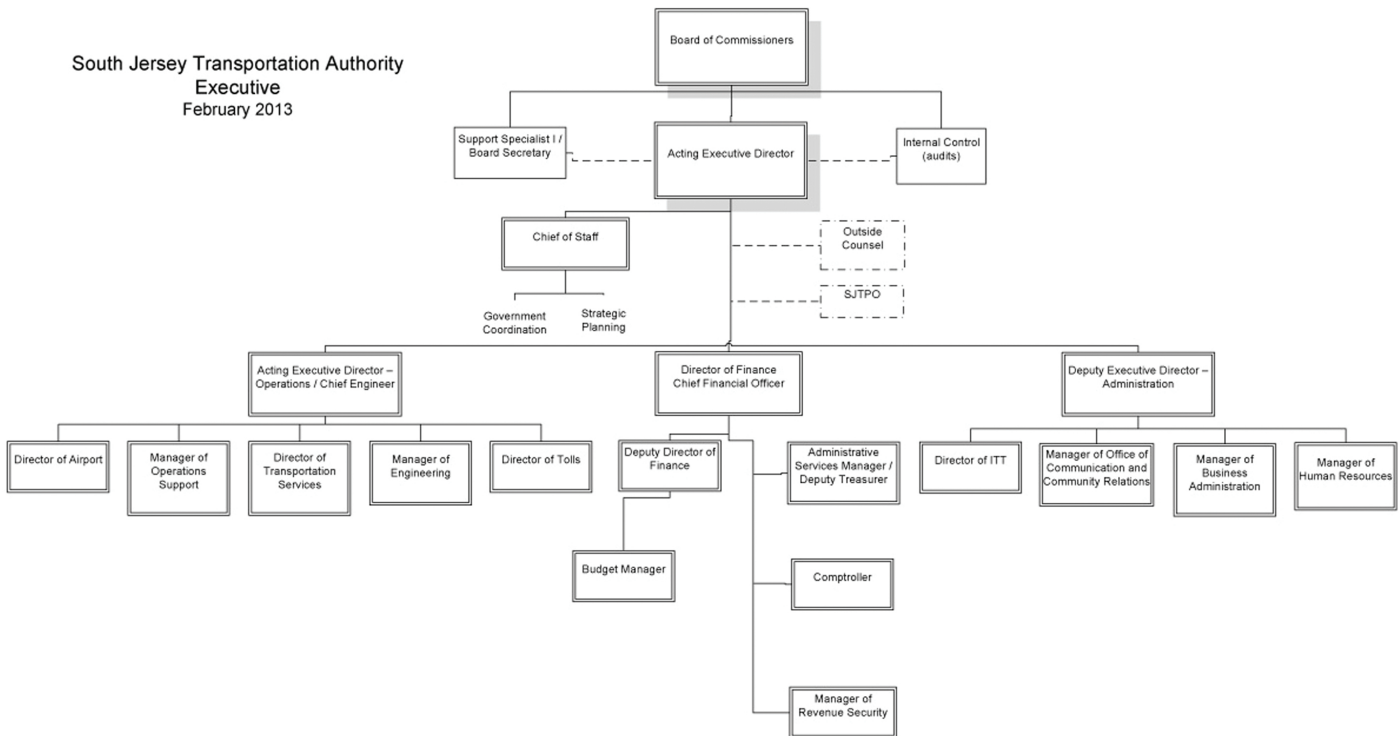 South Jersey Transportation Authority
Executive
February 2013
Board of Commissioners
Support Specialist I /
Board Secretary
Acting Executive Director
Internal Control
(audits)
Chief of Staff
Outside
Counsel
SJTPO
Government
Coordination
Strategic
Planning
Acting Executive Director –
Operations / Chief Engineer
Director of Finance
Chief Financial Officer
Deputy Executive Director –
Administration
Director of Airport
Manager of
Operations
Support
Director of
Transportation
Services
Manager of
Engineering
Director of Tolls
Deputy Director of
Finance
Administrative
Services Manager /
Deputy Treasurer
Director of ITT
Manager of Office of
Communication and
Community Relations
Manager of
Business
Administration
Manager of
Human Resources
Budget Manager
Comptroller
Manager of
Revenue Security